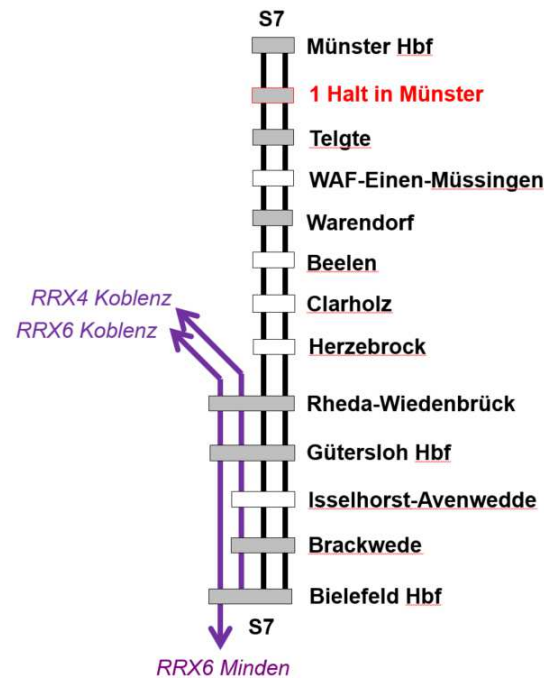 S7
Münster Hbf
1 Halt in Münster
Telgte
WAF-Einen-Müssingen
Warendorf
Beelen
RRX4 Koblenz
Clarholz
RRX6 Koblenz
Herzebrock
Rheda-Wiedenbrück
Gütersloh Hbf
Isselhorst-Avenwedde
Brackwede
Bielefeld Hbf
S7
RRX6 Minden